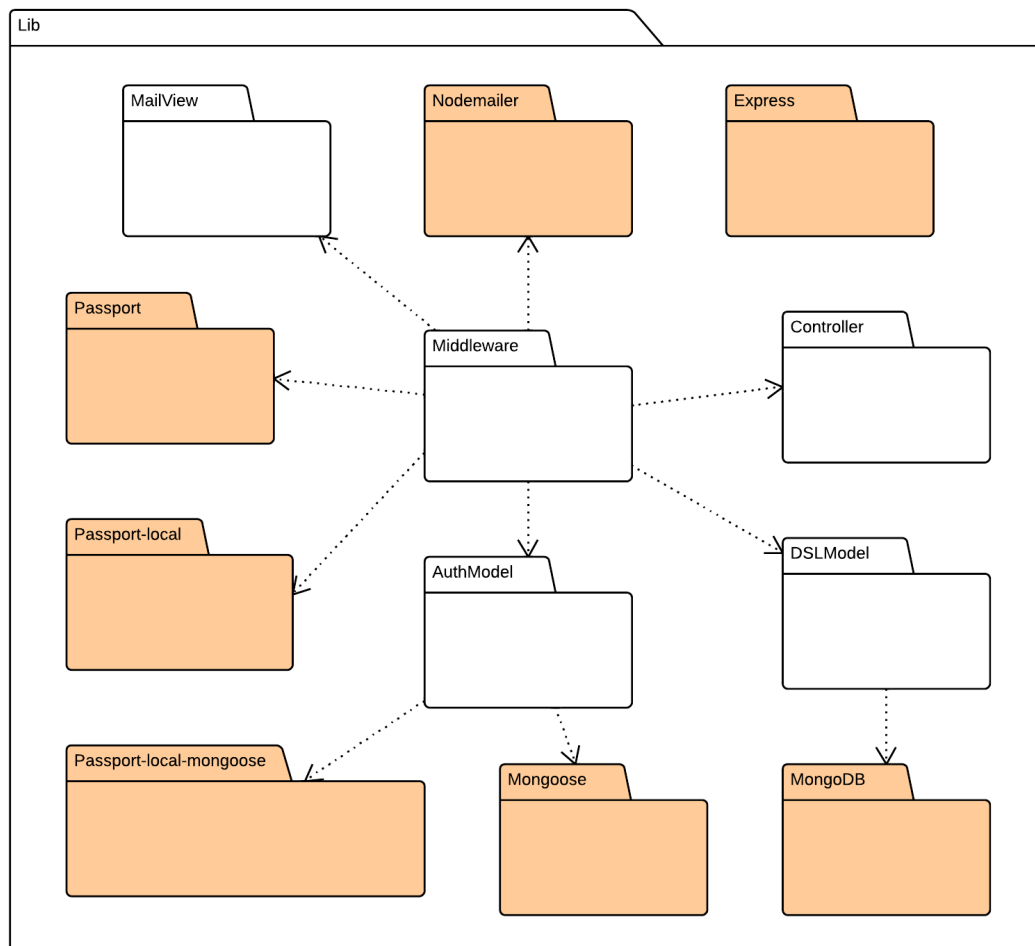 Lib
MailView
Nodemailer
Express
Passport
Middleware
Controller
Passport-local
AuthModel
DSLModel
Passport-local-mongoose
Mongoose
MongoDB